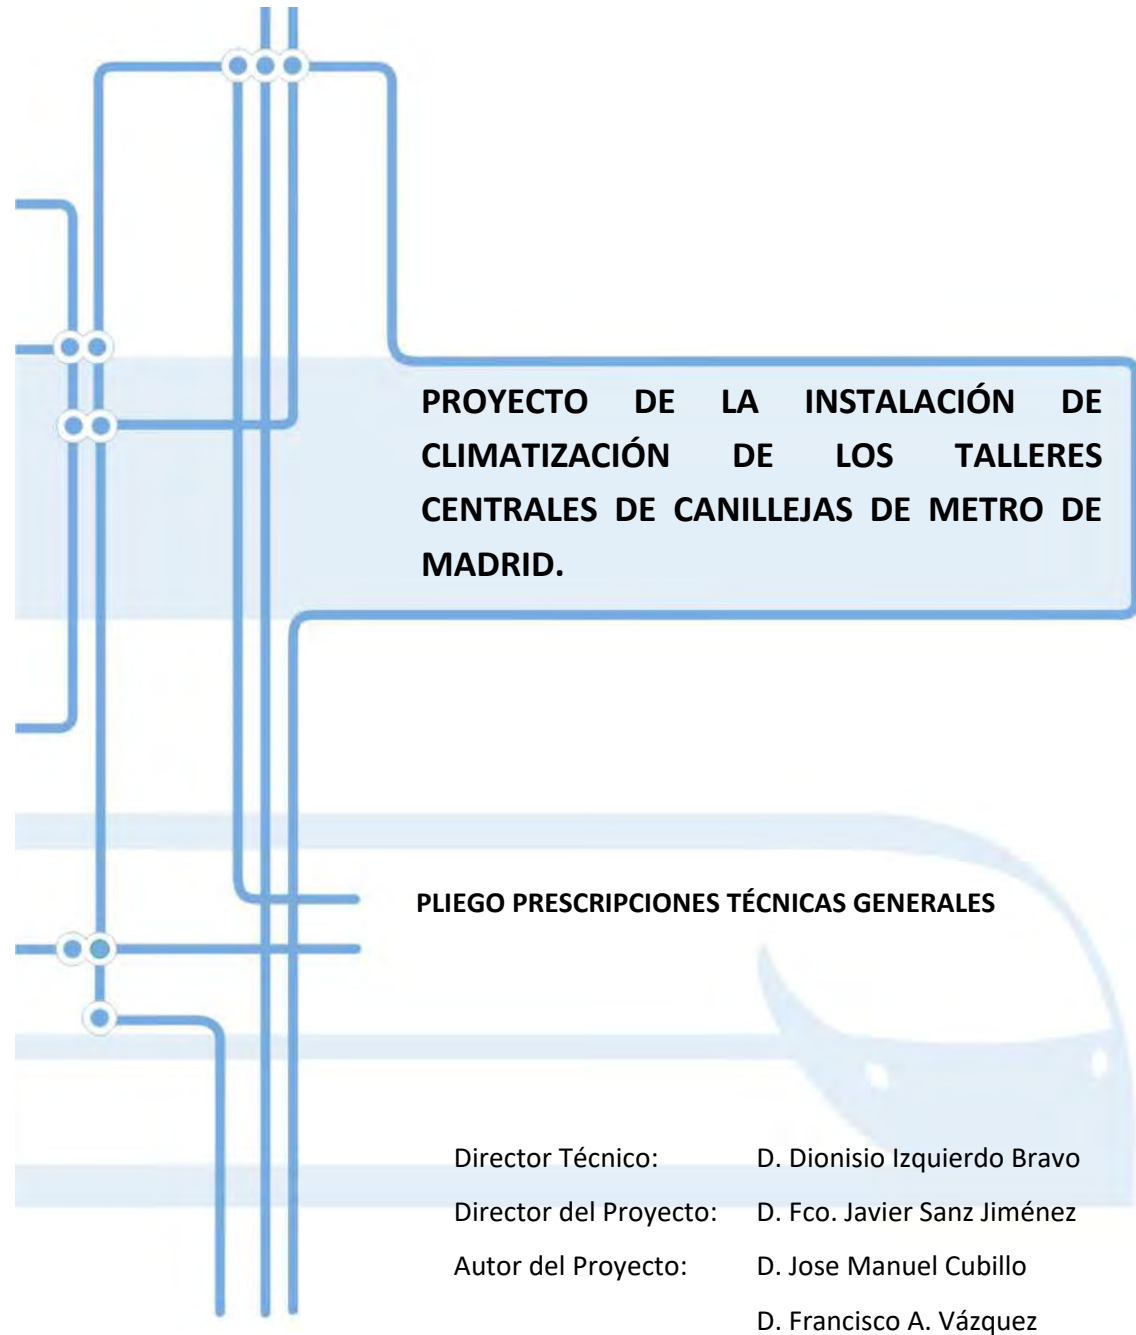 PROYECTO DE LA INSTALACIÓN DE
CLIMATIZACIÓN DE LOS TALLERES
CENTRALES DE CANILLEJAS DE METRO DE
MADRID.
PLIEGO PRESCRIPCIONES TÉCNICAS GENERALES
Director Técnico: D. Dionisio Izquierdo Bravo
Director del Proyecto: D. Fco. Javier Sanz Jiménez
Autor del Proyecto: D. Jose Manuel Cubillo
D. Francisco A. Vázquez